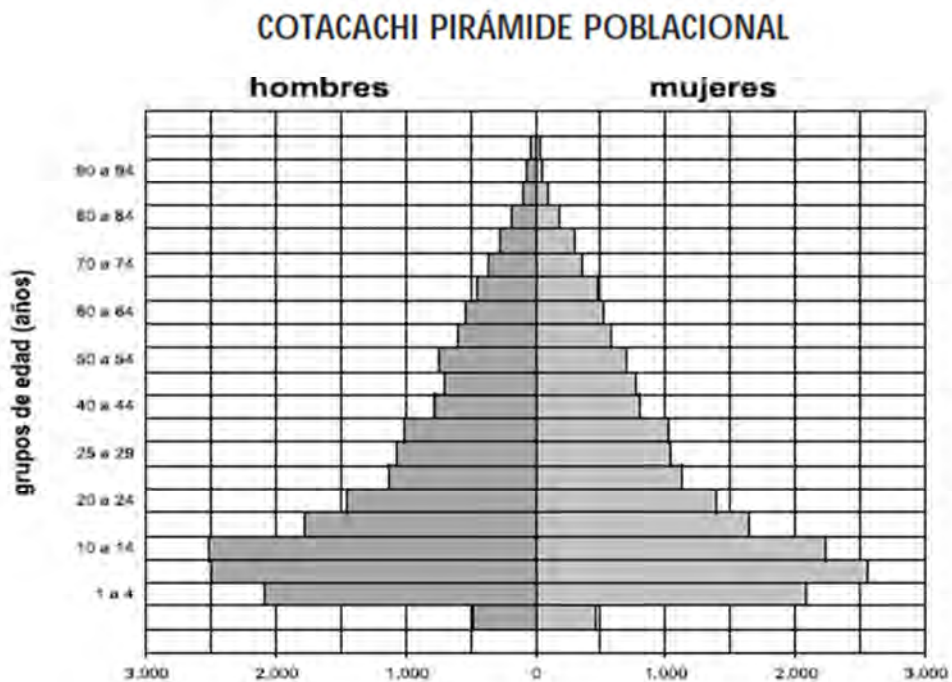 COTACACHI PIRÁMIDE POBLACIONAL
hombres mujeres
grupos de edad (años)
90 a 94
80 a 84
70 a 74
60 a 64
50 a 54
40 a 44
25 a 29
20 a 24
10 a 14
1 a 4
3.000 2.000 1.000 0 1.000 2.000 3.000